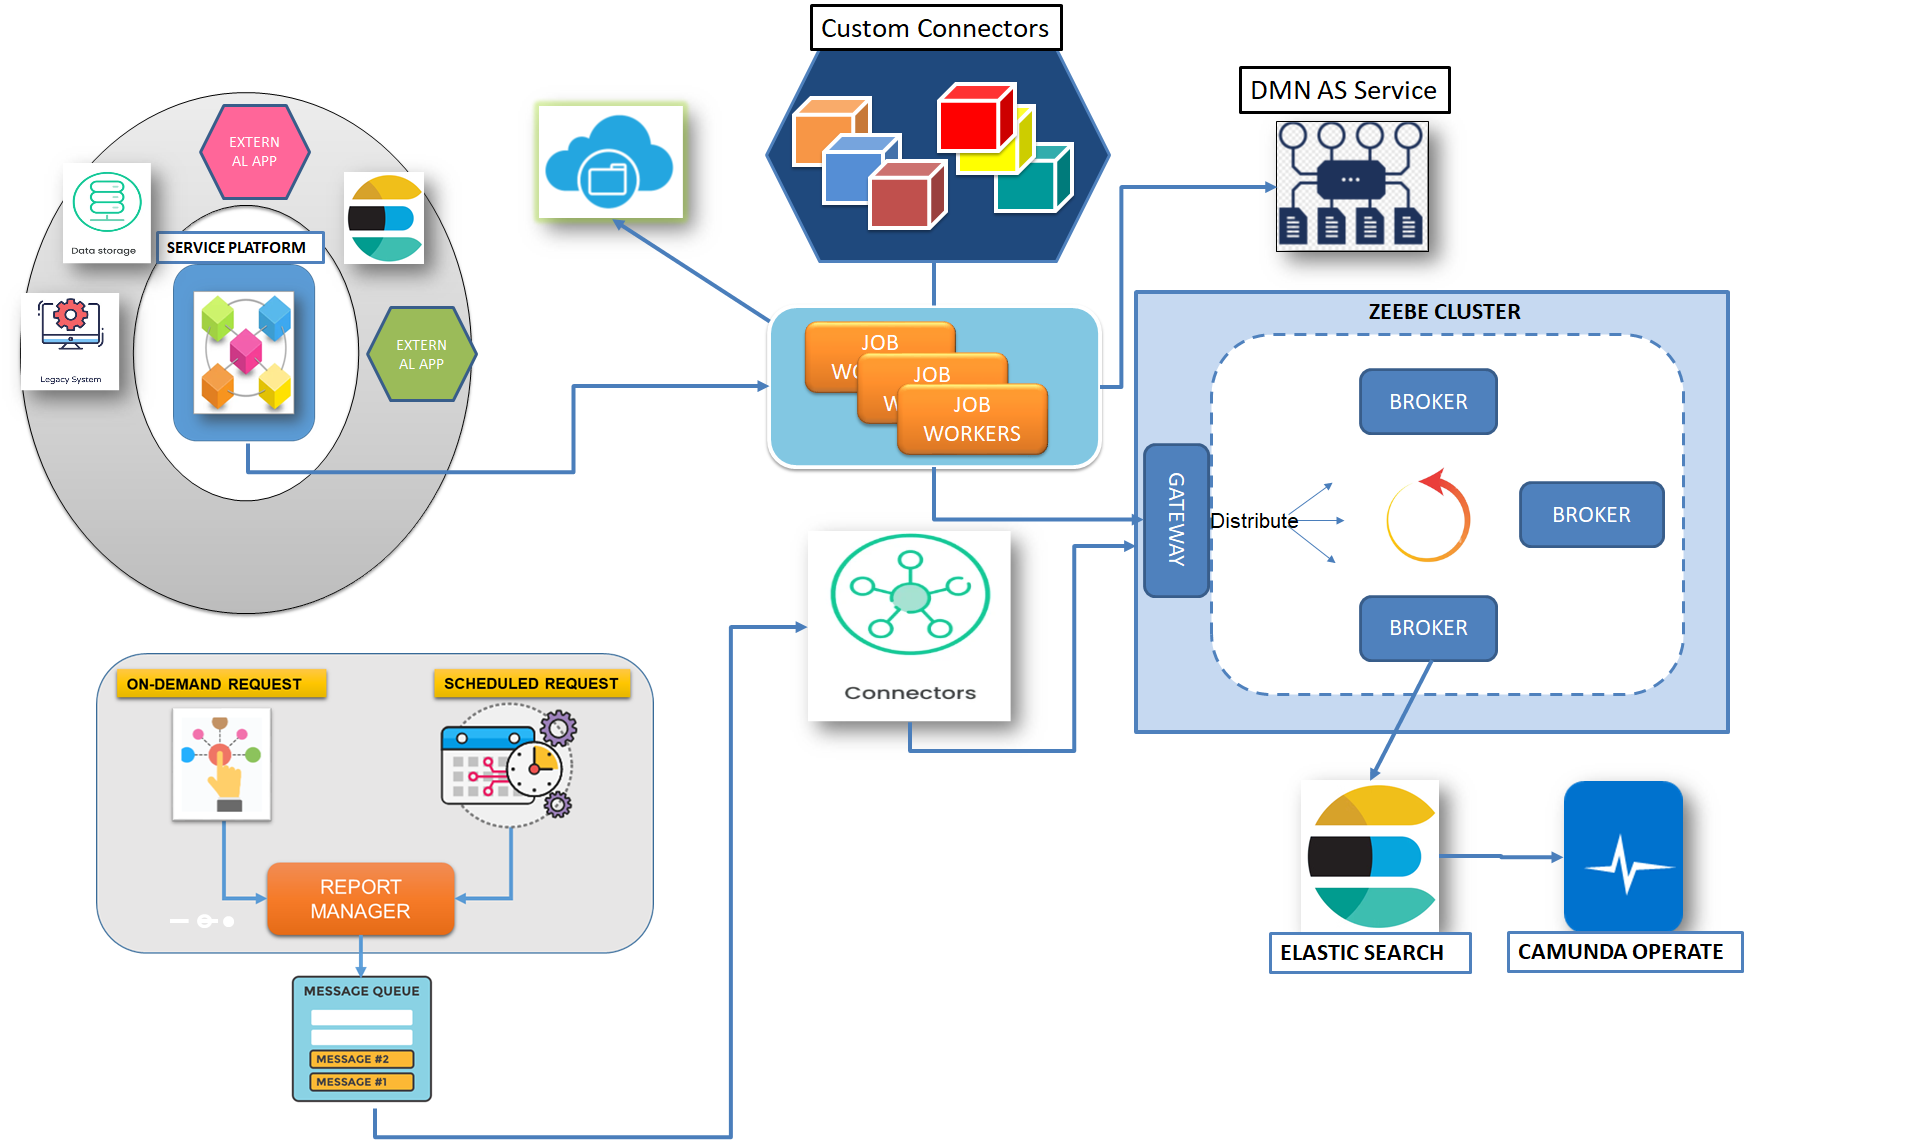 Custom Connectors
DMN AS Service
EXTERN
AL APP
Data storage
SERVICE PLATFORM
Legacy System
EXTERN
AL APP
JOB
WO
JOB
W
JOB
WORKERS
ZEEBE CLUSTER
BROKER
GATEWAY
Distribute
BROKER
BROKER
Connectors
ON-DEMAND REQUEST
SCHEDULED REQUEST
REPORT
MANAGER
MESSAGE QUEUE
MESSAGE #2
MESSAGE #1
ELASTIC SEARCH
CAMUNDA OPERATE